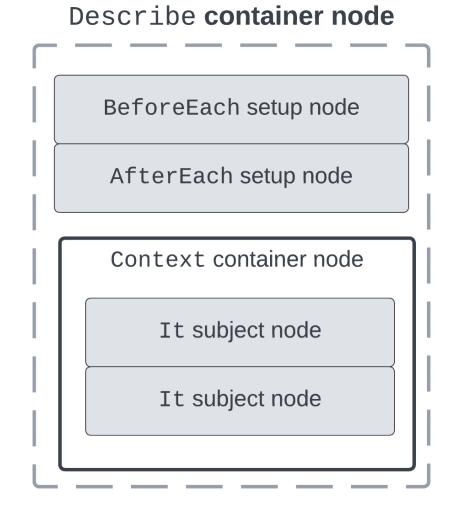 Describe container node
BeforeEach setup node
AfterEach setup node
Context container node
It subject node
It subject node